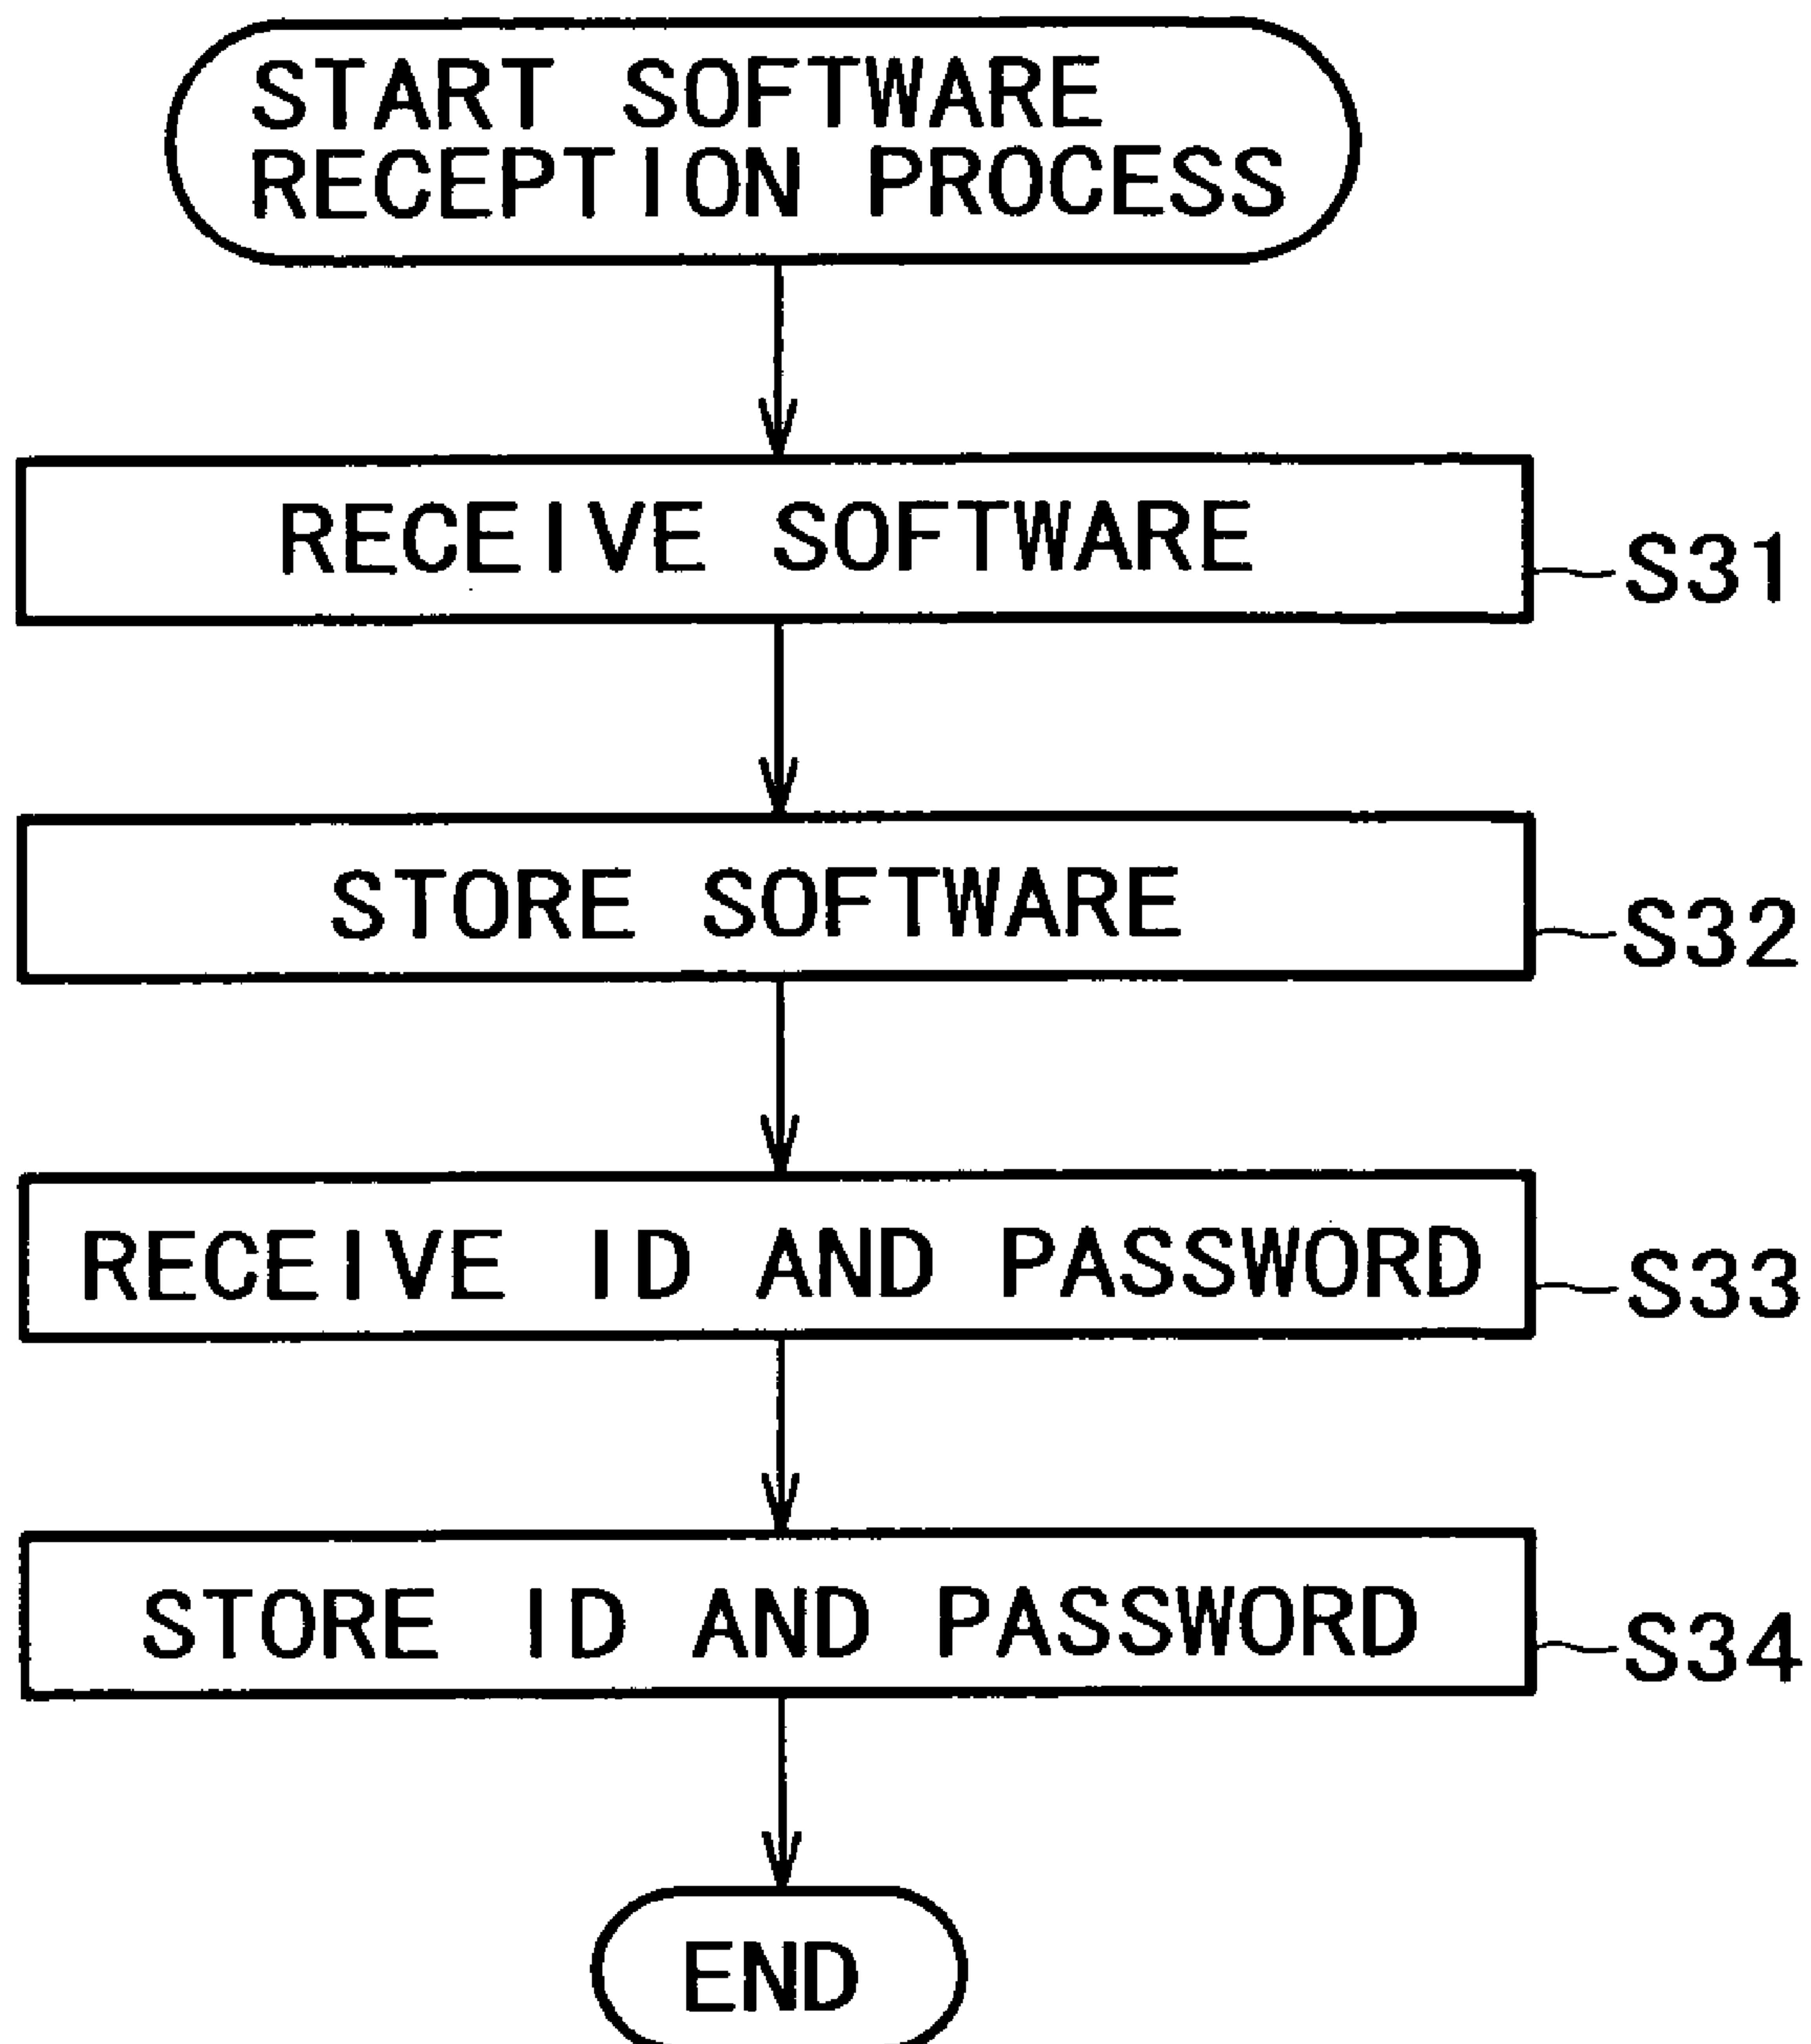 START SOFTWARE
RECEPTION PROCESS
RECEIVE SOFTWARE
S31
STORE SOFTWARE
S32
RECEIVE ID AND PASSWORD
S33
STORE ID AND PASSWORD
S34
END